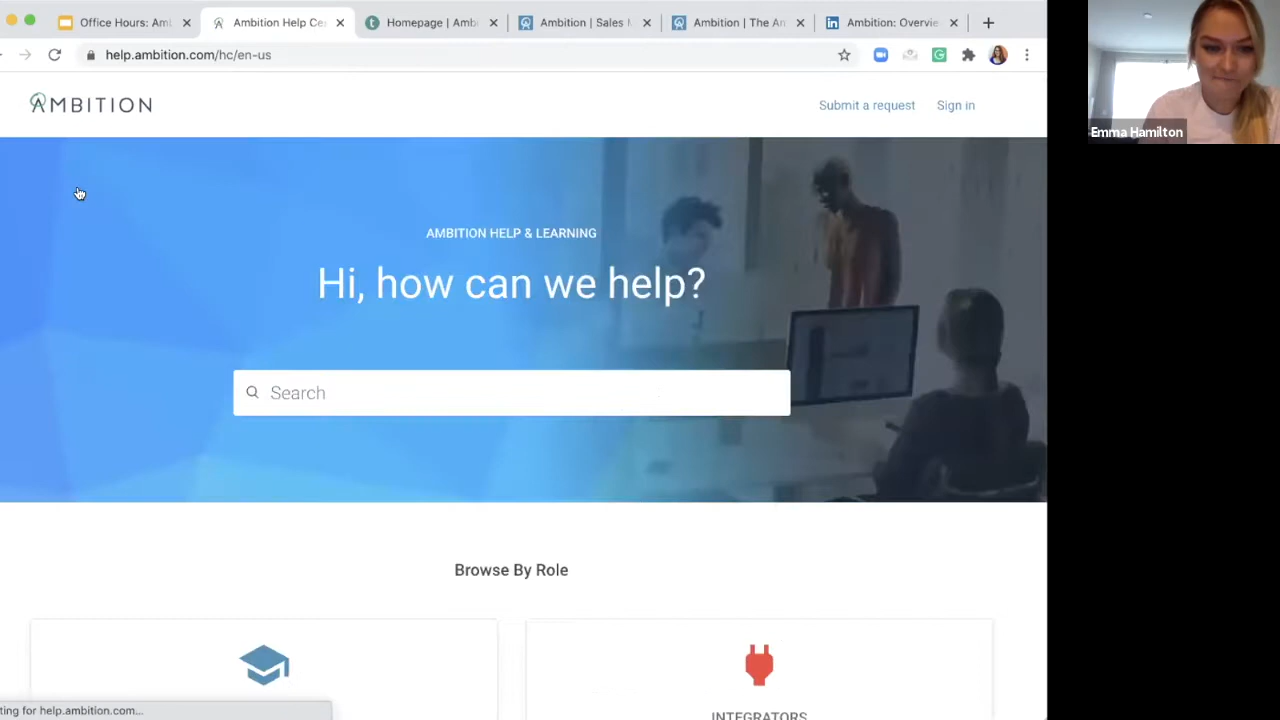 Office Hours: Aml
Ambition Help Ce
Homepage | Ambi
Ambition | Sales M
Ambition | The An
Ambition: Overvie
help.ambition.com/hc/en-us
AMBITION
Submit a request
Sign in
AMBITION HELP & LEARNING
Hi, how can we help?
Search
Browse By Role
INTEGRATORS
ting for help.ambition.com...
Emma Hamilton